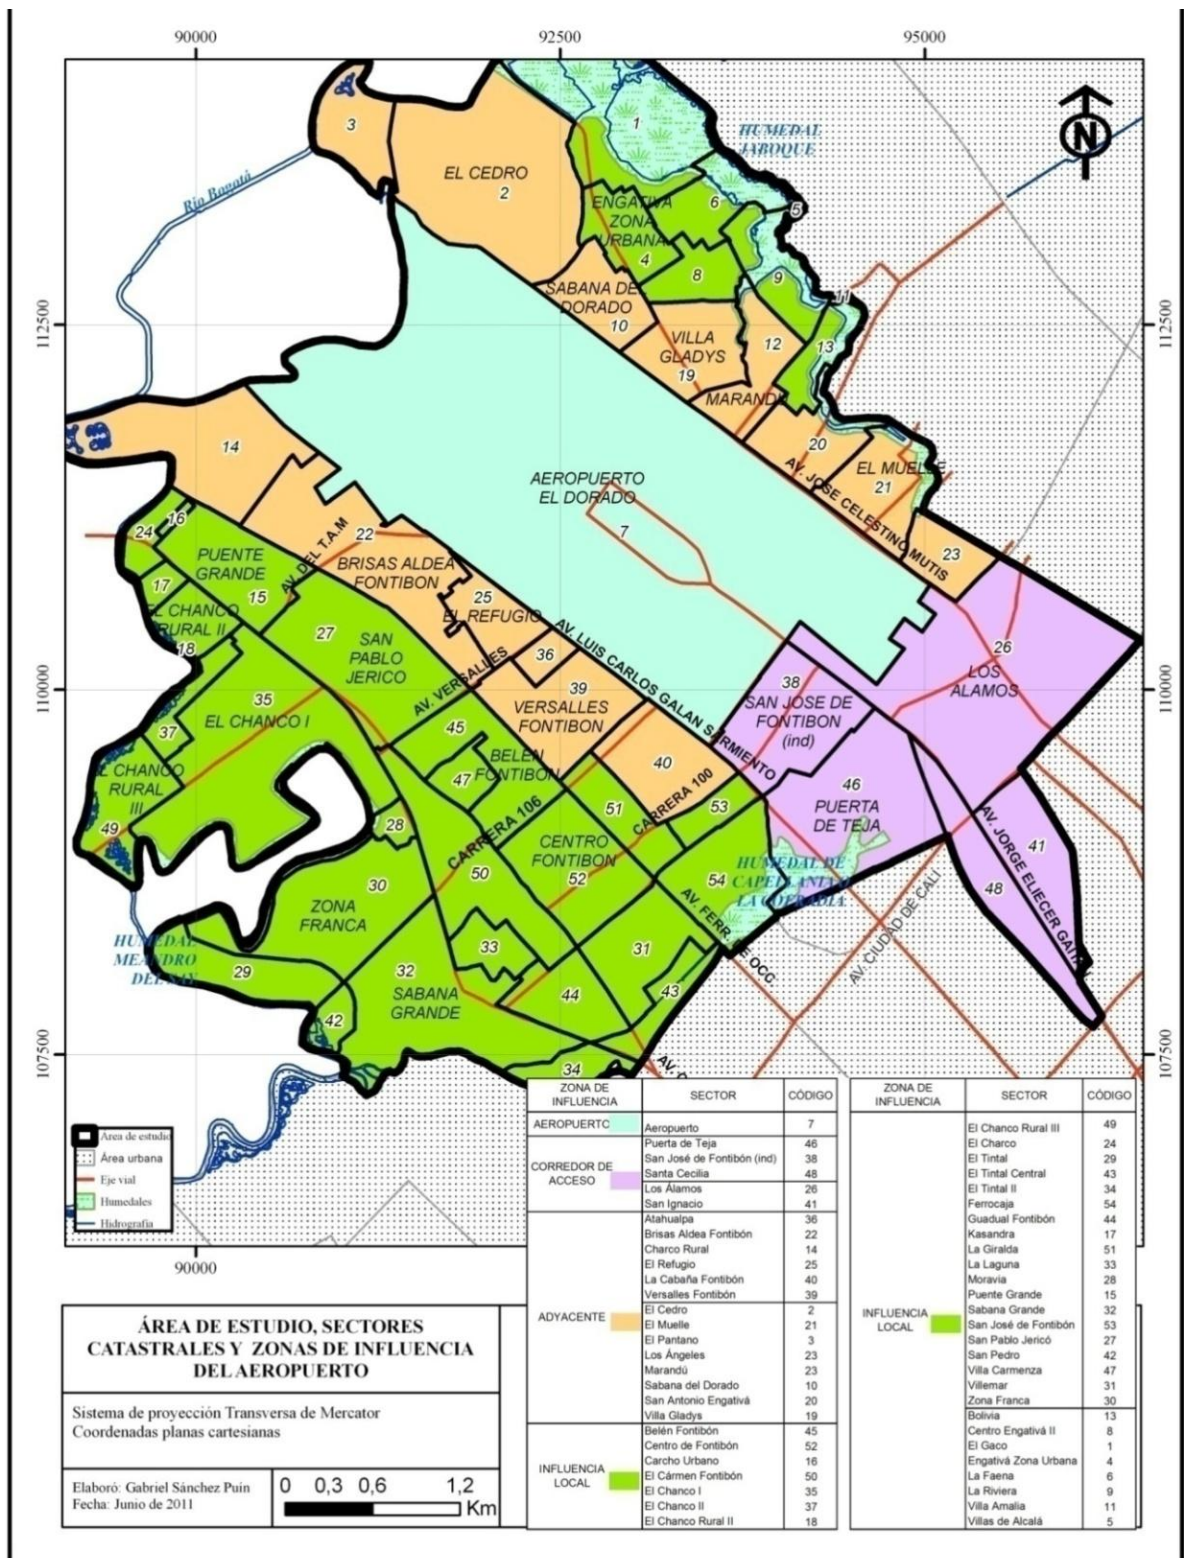 90000 92500 95000
1
HUMEDAL
JABOQUE
N
3
EL CEDRO
2
Río Bogotá
6
5
ENGATIVA
ZONA
URBANA
4
8
9
11
SABANA DE
DORADO
10
112500
112500
VILLA
GLADYS
19
12
13
MARANDU
14
20
EL MUELLE
21
AV. JOSE CELESTINO MUTIS
23
AEROPUERTO
EL DORADO
7
16
24
AV. DEL T.A.M
22
BRISAS ALDEA
FONTIBON
PUENTE
GRANDE
15
17
EL CHANCO
RURAL II
18
25
EL REFUGIO
AV. LUIS CARLOS GALAN SARMIENTO
27
SAN
PABLO
JERICO
36
AV. VERSALLES
26
LOS
ALAMOS
110000
110000
38
SAN JOSE DE
FONTIBON
(ind)
39
VERSALLES
FONTIBON
35
EL CHANCO I
37
45
BELEN
FONTIBON
47
40
CARRERA 100
46
PUERTA
DE TEJA
EL CHANCO
RURAL
III
49
28
51
53
CARRERA 106
CENTRO
FONTIBON
52
50
54
HUMEDAL DE
CAPELLANIA O
LA COFRADIA
AV. JORGE ELIECER GAIT
41
48
AV. CIUDAD DE CALI
AV. FERR. DE OCC
30
ZONA
FRANCA
33
31
HUMEDAL
MEANDRO
DEL SAY
29
32
SABANA
GRANDE
44
43
42
34
107500
107500
Área de estudio
Área urbana
Eje vial
Humedales
Hidrografía
90000
ZONA DE
INFLUENCIA SECTOR CÓDIGO
AEROPUERTO Aeropuerto 7
CORREDOR DE
ACCESO
Puerta de Teja 46
San José de Fontibón (ind) 38
Santa Cecilia 48
Los Álamos 26
San Ignacio 41
ADYACENTE
Atahualpa 36
Brisas Aldea Fontibón 22
Charco Rural 14
El Refugio 25
La Cabaña Fontibón 40
Versalles Fontibón 39
El Cedro 2
El Muelle 21
El Pantano 3
Los Ángeles 23
Marandú 23
Sabana del Dorado 10
San Antonio Engativá 20
Villa Gladys 19
INFLUENCIA
LOCAL
Belén Fontibón 45
Centro de Fontibón 52
Carcho Urbano 16
El Cármen Fontibón 50
El Chanco I 35
El Chanco II 37
El Chanco Rural II 18
ZONA DE
INFLUENCIA SECTOR CÓDIGO
INFLUENCIA
LOCAL
El Chanco Rural III 49
El Charco 24
El Tintal 29
El Tintal Central 43
El Tintal II 34
Ferrocaja 54
Guadual Fontibón 44
Kasandra 17
La Giralda 51
La Laguna 33
Moravia 28
Puente Grande 15
Sabana Grande 32
San José de Fontibón 53
San Pablo Jericó 27
San Pedro 42
Villa Carmenza 47
Villemar 31
Zona Franca 30
Bolivia 13
Centro Engativá II 8
El Gaco 1
Engativá Zona Urbana 4
La Faena 6
La Riviera 9
Villa Amalia 11
Villas de Alcalá 5
ÁREA DE ESTUDIO, SECTORES
CATASTRALES Y ZONAS DE INFLUENCIA
DEL AEROPUERTO
Sistema de proyección Transversa de Mercator
Coordenadas planas cartesianas
Elaboró: Gabriel Sánchez Puin
Fecha: Junio de 2011
0 0,3 0,6 1,2
Km